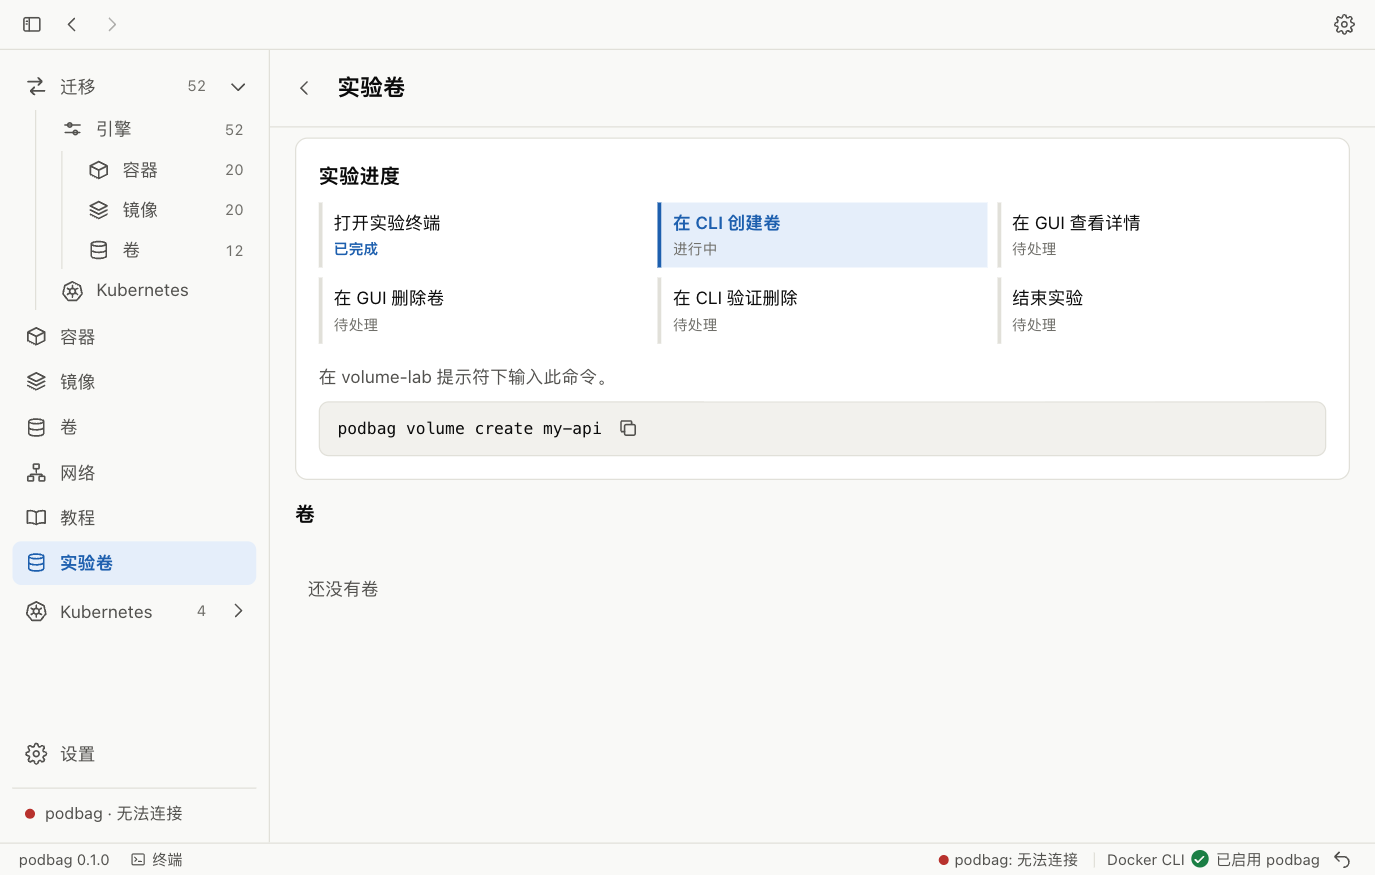 迁移 52
引擎 52
容器 20
镜像 20
卷 12
Kubernetes
容器
镜像
卷
网络
教程
实验卷
Kubernetes 4
设置
podbag · 无法连接
实验卷
实验进度
打开实验终端
已完成
在 CLI 创建卷
进行中
在 GUI 查看详情
待处理
在 GUI 删除卷
待处理
在 CLI 验证删除
待处理
结束实验
待处理
在 volume-lab 提示符下输入此命令。
podbag volume create my-api
卷
还没有卷
podbag 0.1.0 终端
podbag: 无法连接 Docker CLI 已启用 podbag